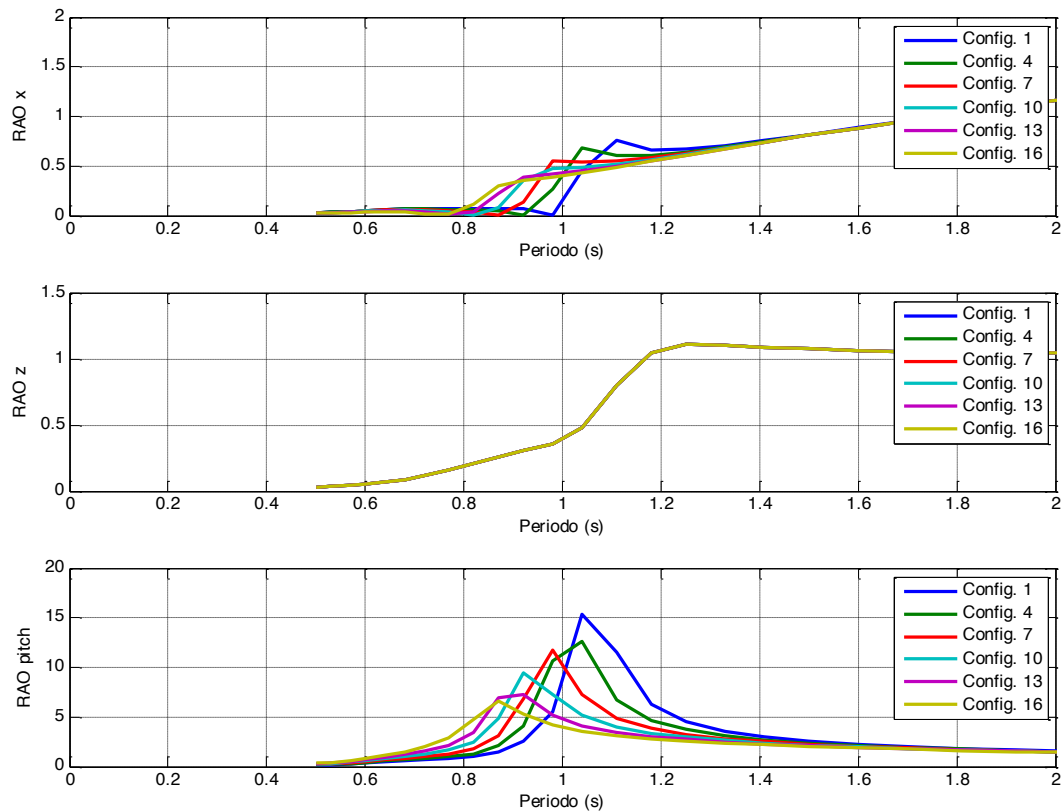 2
1.5
1
0.5
0
RAO x
0 0.2 0.4 0.6 0.8 1 1.2 1.4 1.6 1.8 2
Periodo (s)
Config. 1
Config. 4
Config. 7
Config. 10
Config. 13
Config. 16
1.5
1
0.5
0
RAO z
0 0.2 0.4 0.6 0.8 1 1.2 1.4 1.6 1.8 2
Periodo (s)
Config. 1
Config. 4
Config. 7
Config. 10
Config. 13
Config. 16
20
15
10
5
0
RAO pitch
0 0.2 0.4 0.6 0.8 1 1.2 1.4 1.6 1.8 2
Periodo (s)
Config. 1
Config. 4
Config. 7
Config. 10
Config. 13
Config. 16